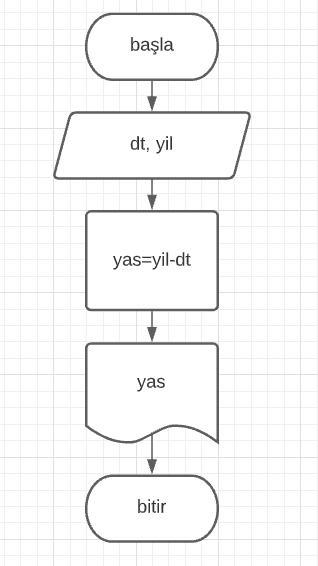 başla
dt, yil
yas=yil-dt
yas
bitir